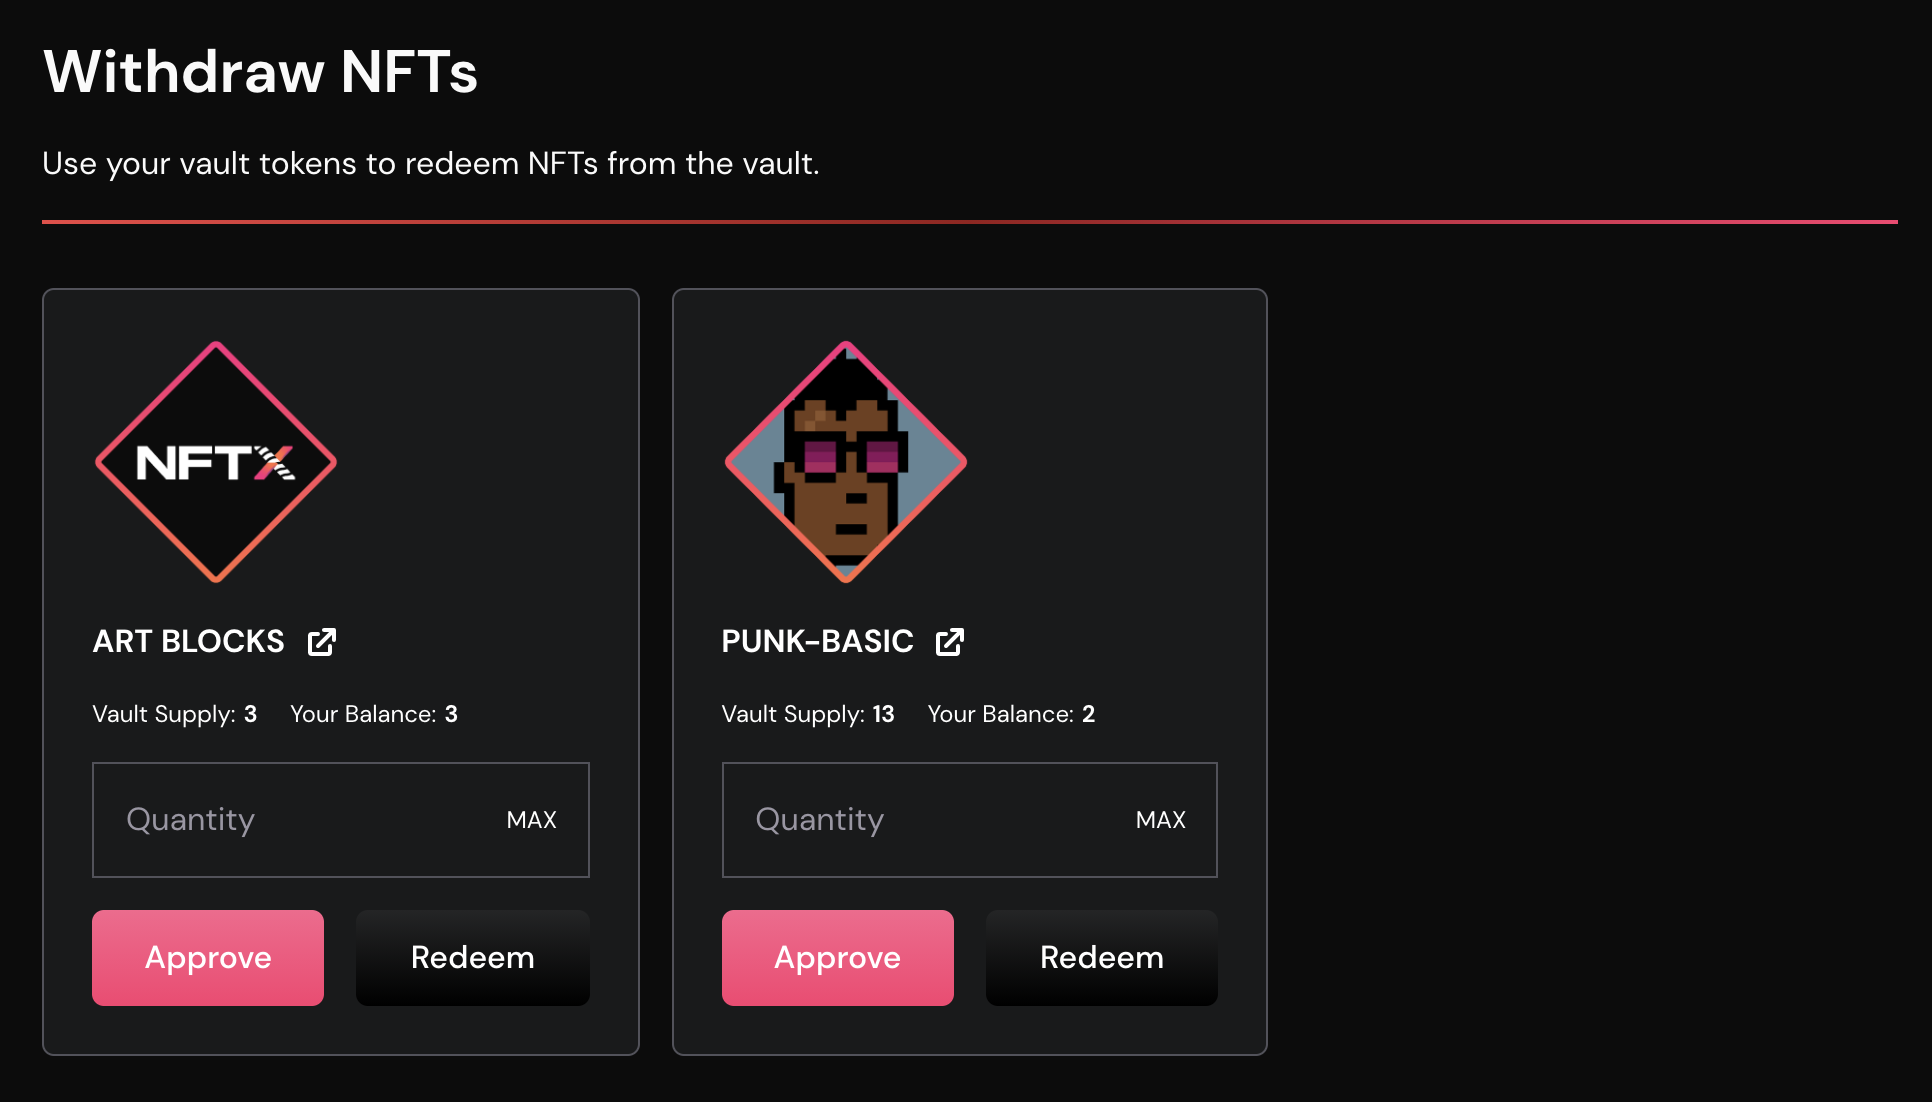 Withdraw NFTs
Use your vault tokens to redeem NFTs from the vault.
NFTX
ART BLOCKS
Vault Supply: 3 Your Balance: 3
Quantity MAX
Approve Redeem
PUNK-BASIC
Vault Supply: 13 Your Balance: 2
Quantity MAX
Approve Redeem